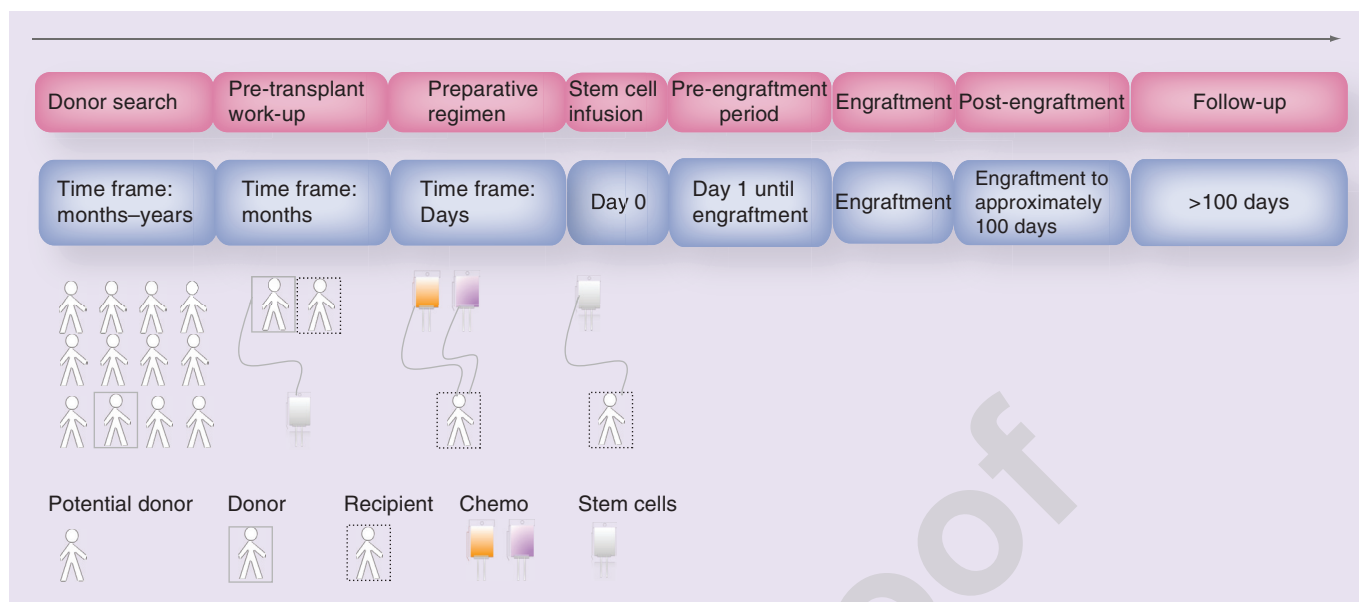 Donor search
Pre-transplant
work-up
Preparative
regimen
Stem cell
infusion
Pre-engraftment
period
Engraftment
Post-engraftment
Follow-up
Time frame:
months–years
Time frame:
months
Time frame:
Days
Day 0
Day 1 until
engraftment
Engraftment
Engraftment to
approximately
100 days
>100 days
Potential donor
Donor
Recipient
Chemo
Stem cells
oof